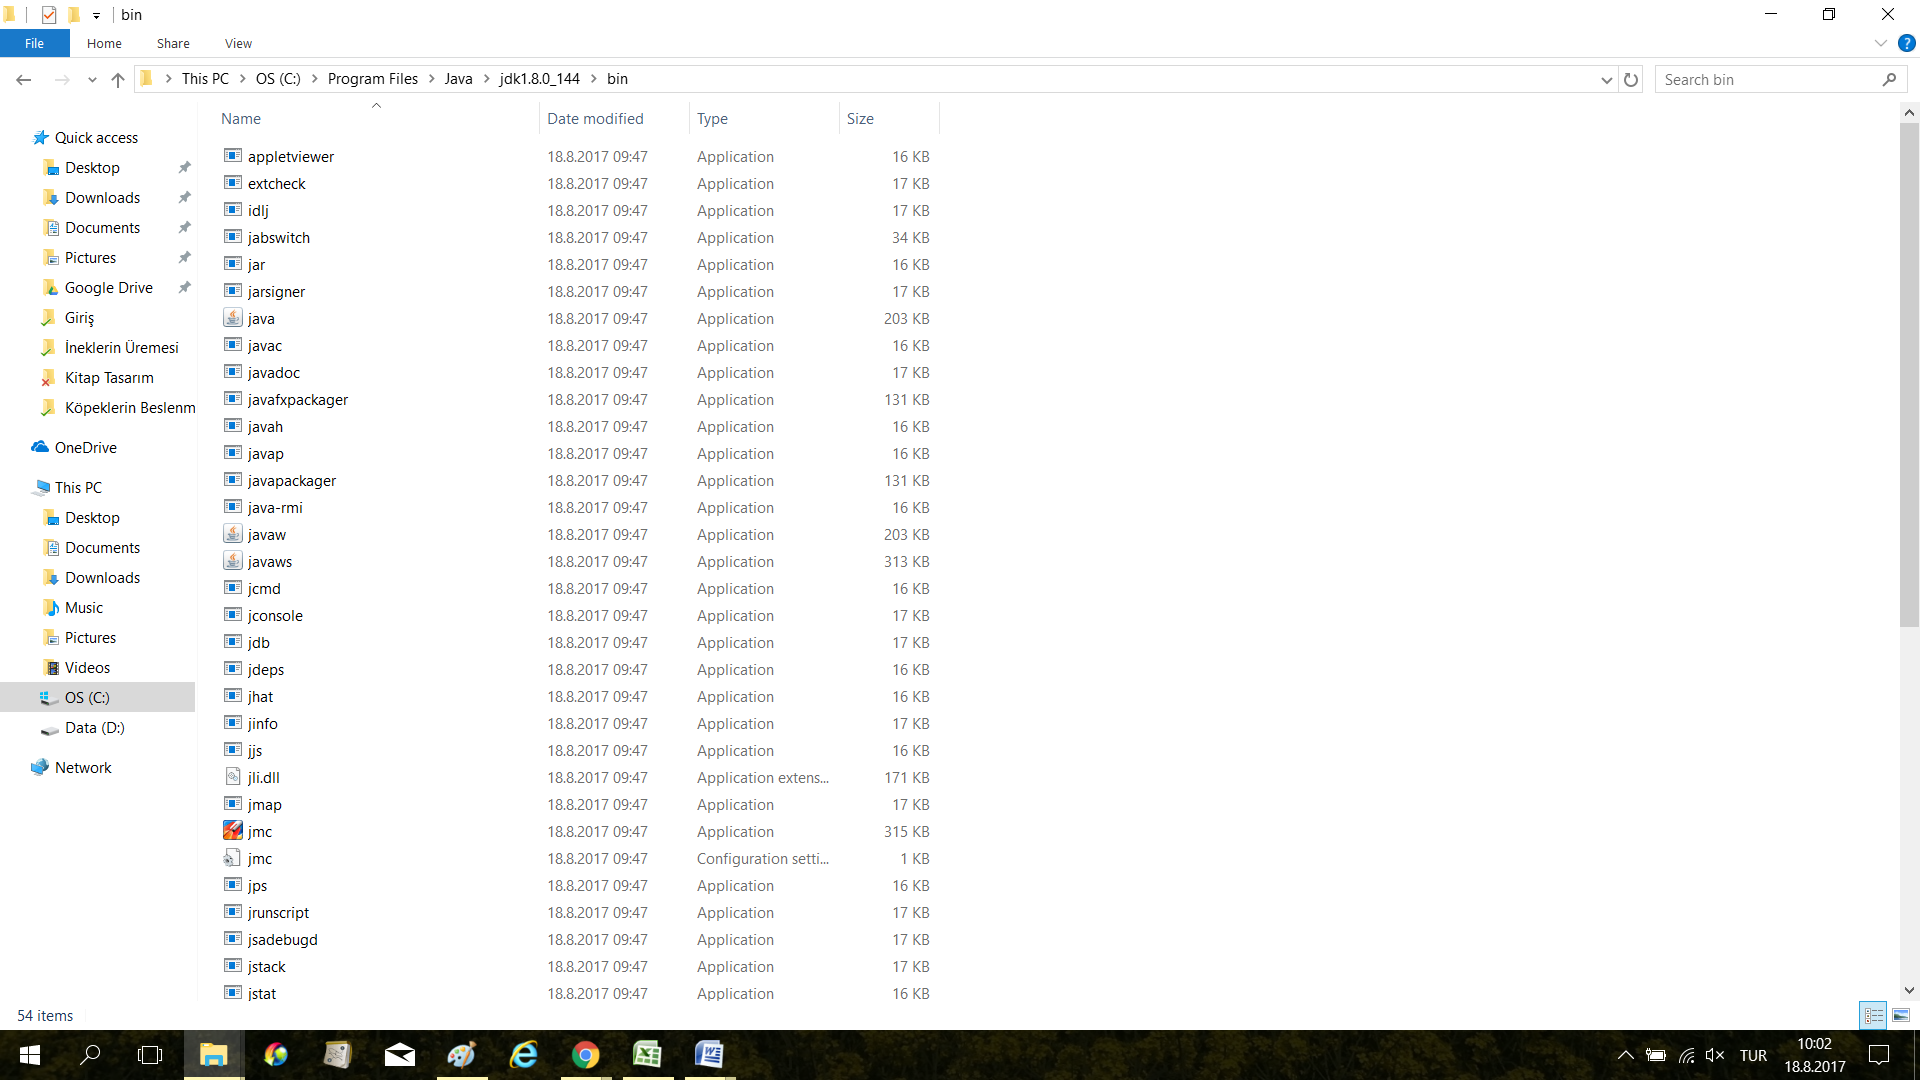 bin
File Home Share View
This PC OS (C:) Program Files Java jdk1.8.0_144 bin
Search bin
Quick access
Desktop
Downloads
Documents
Pictures
Google Drive
Giriş
İneklerin Üremesi
Kitap Tasarım
Köpeklerin Beslenm
OneDrive
This PC
Desktop
Documents
Downloads
Music
Pictures
Videos
OS (C:)
Data (D:)
Network
Name Date modified Type Size
appletviewer 18.8.2017 09:47 Application 16 KB
extcheck 18.8.2017 09:47 Application 17 KB
idlj 18.8.2017 09:47 Application 17 KB
jabswitch 18.8.2017 09:47 Application 34 KB
jar 18.8.2017 09:47 Application 16 KB
jarsigner 18.8.2017 09:47 Application 17 KB
java 18.8.2017 09:47 Application 203 KB
javac 18.8.2017 09:47 Application 16 KB
javadoc 18.8.2017 09:47 Application 17 KB
javafxpackager 18.8.2017 09:47 Application 131 KB
javah 18.8.2017 09:47 Application 16 KB
javap 18.8.2017 09:47 Application 16 KB
javapackager 18.8.2017 09:47 Application 131 KB
java-rmi 18.8.2017 09:47 Application 16 KB
javaw 18.8.2017 09:47 Application 203 KB
javaws 18.8.2017 09:47 Application 313 KB
jcmd 18.8.2017 09:47 Application 16 KB
jconsole 18.8.2017 09:47 Application 17 KB
jdb 18.8.2017 09:47 Application 17 KB
jdeps 18.8.2017 09:47 Application 16 KB
jhat 18.8.2017 09:47 Application 16 KB
jinfo 18.8.2017 09:47 Application 17 KB
jjs 18.8.2017 09:47 Application 16 KB
jli.dll 18.8.2017 09:47 Application extens... 171 KB
jmap 18.8.2017 09:47 Application 17 KB
jmc 18.8.2017 09:47 Application 315 KB
jmc 18.8.2017 09:47 Configuration setti... 1 KB
jps 18.8.2017 09:47 Application 16 KB
jrunscript 18.8.2017 09:47 Application 17 KB
jsadebugd 18.8.2017 09:47 Application 17 KB
jstack 18.8.2017 09:47 Application 17 KB
jstat 18.8.2017 09:47 Application 16 KB
54 items
TUR
10:02
18.8.2017